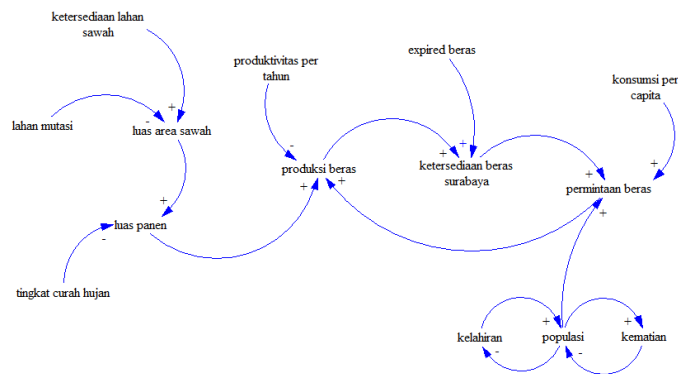 ketersediaan lahan
sawah
expired beras
produktivitas per
tahun
konsumsi per
capita
+
-
lahan mutasi
luas area sawah
-
+
+
+
produksi beras
+
+
ketersediaan beras
surabaya
+
+
permintaan beras
+
+
luas panen
-
tingkat curah hujan
+
+
kelahiran
populasi
kematian
-
-